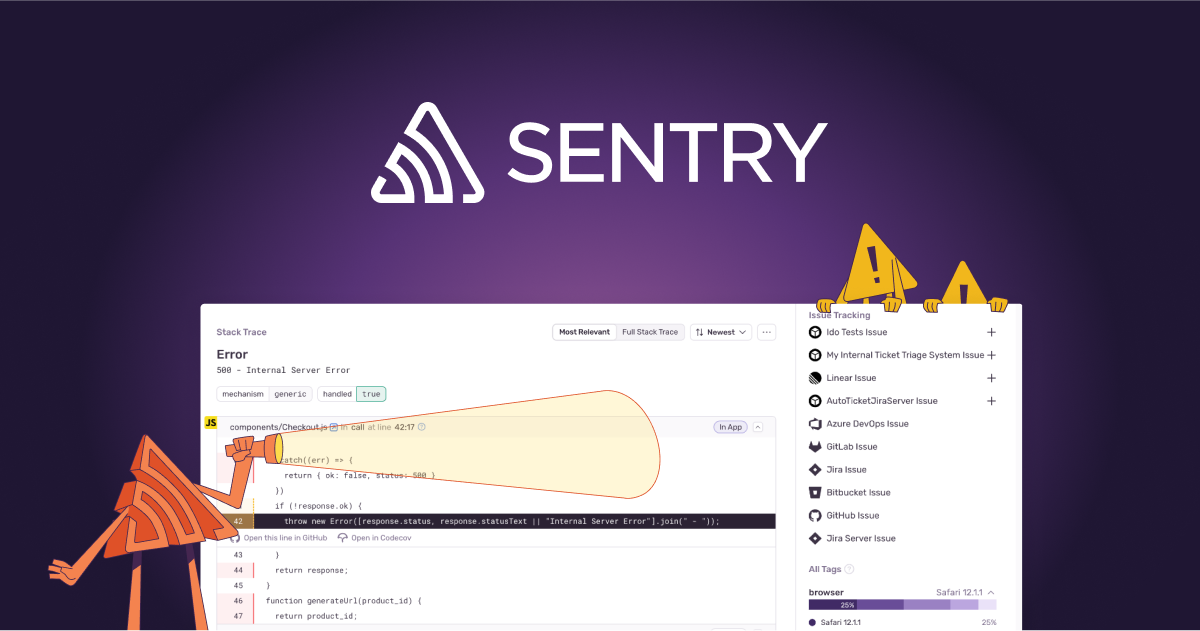 SENTRY
Stack Trace
Most Relevant Full Stack Trace Newest
Error
500 - Internal Server Error
mechanism generic handled true
JS
components/Checkout.js in call at line 42:17
In App
catch((err) => {
return { ok: false, status: 500 }
})
if (!response.ok) {
42 throw new Error([response.status, response.statusText || "Internal Server Error"].join(" - "));
Open this line in GitHub Open in Codecov
43 }
44 return response;
45 }
46 function generateUrl(product_id) {
47 return product_id;
Issue Tracking
Ido Tests Issue
My Internal Ticket Triage System Issue
Linear Issue
AutoTicketJiraServer Issue
Azure DevOps Issue
GitLab Issue
Jira Issue
Bitbucket Issue
GitHub Issue
Jira Server Issue
All Tags
browser Safari 12.1.1
25%
Safari 12.1.1 25%